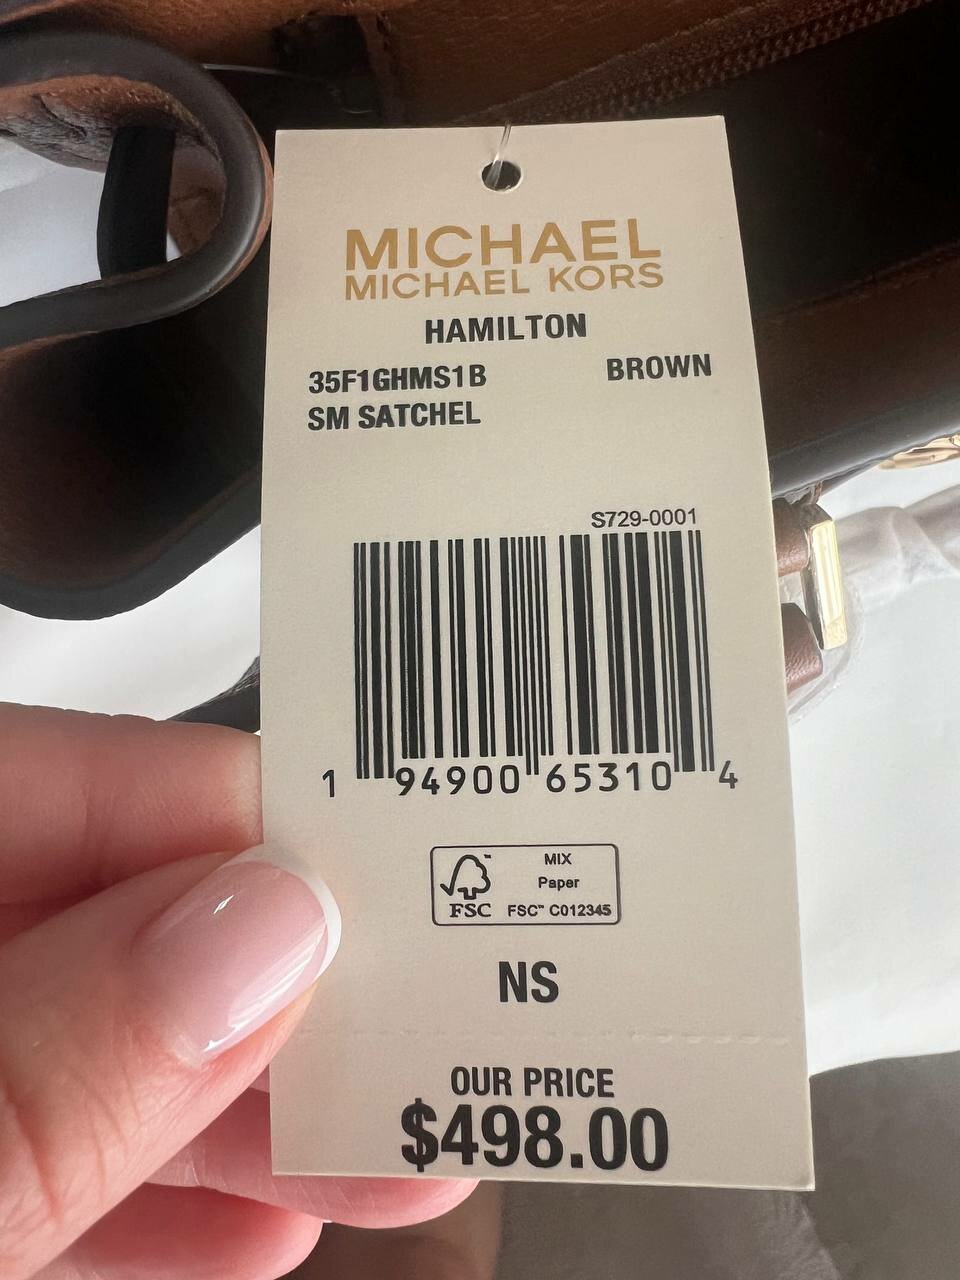 MICHAEL
MICHAEL KORS
HAMILTON
35F1GHMS1B BROWN
SM SATCHEL
S729-0001
1 94900 65310 4
MIX
Paper
FSC™ FSC™ C012345
NS
OUR PRICE
$498.00